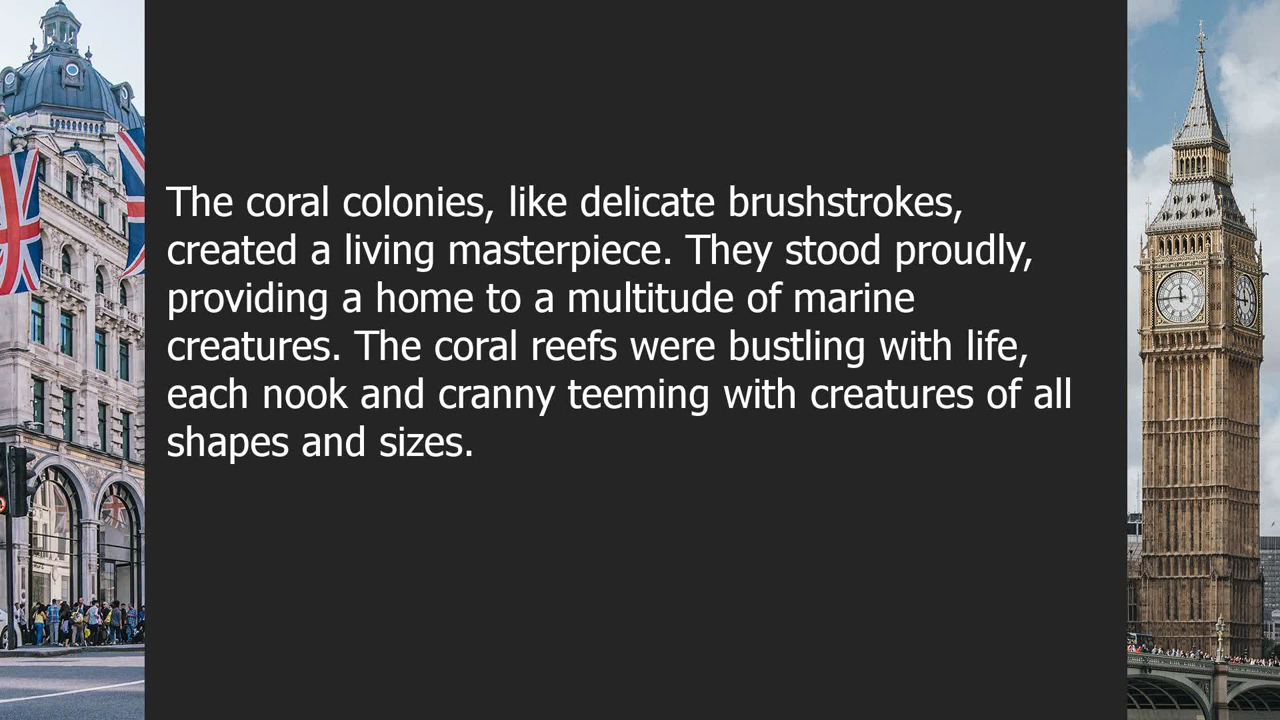 The coral colonies, like delicate brushstrokes,
created a living masterpiece. They stood proudly,
providing a home to a multitude of marine
creatures. The coral reefs were bustling with life,
each nook and cranny teeming with creatures of all
shapes and sizes.